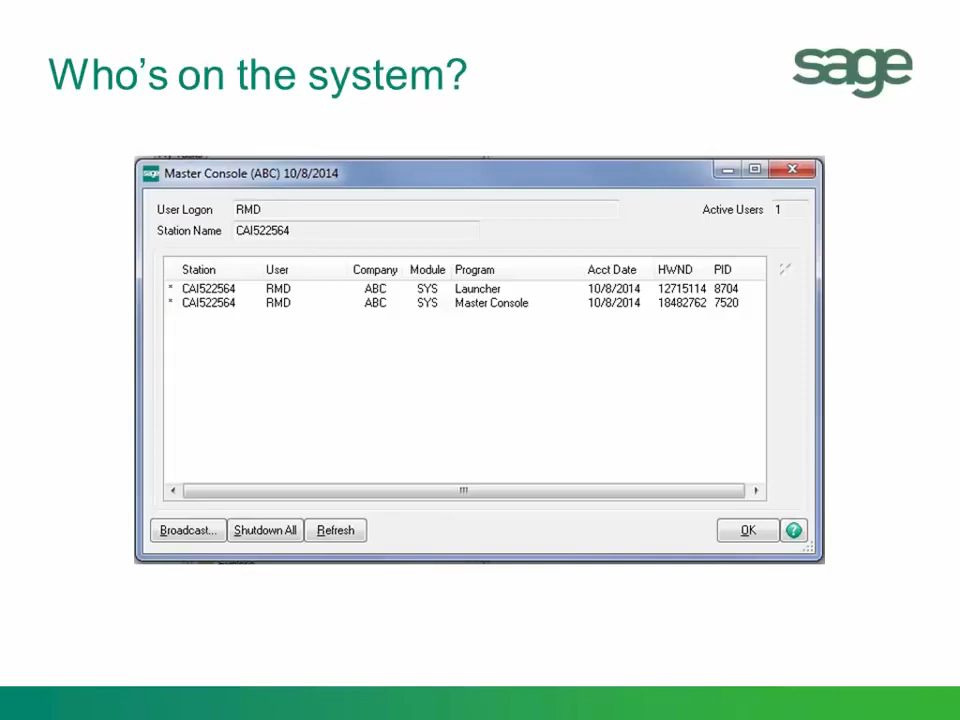 Who's on the system?
sage
sage Master Console (ABC) 10/8/2014
User Logon RMD Active Users 1
Station Name CAI522564
Station User Company Module Program Acct Date HWND PID
* CAI522564 RMD ABC SYS Launcher 10/8/2014 12715114 8704
* CAI522564 RMD ABC SYS Master Console 10/8/2014 18482762 7520
Broadcast... Shutdown All Refresh OK ?